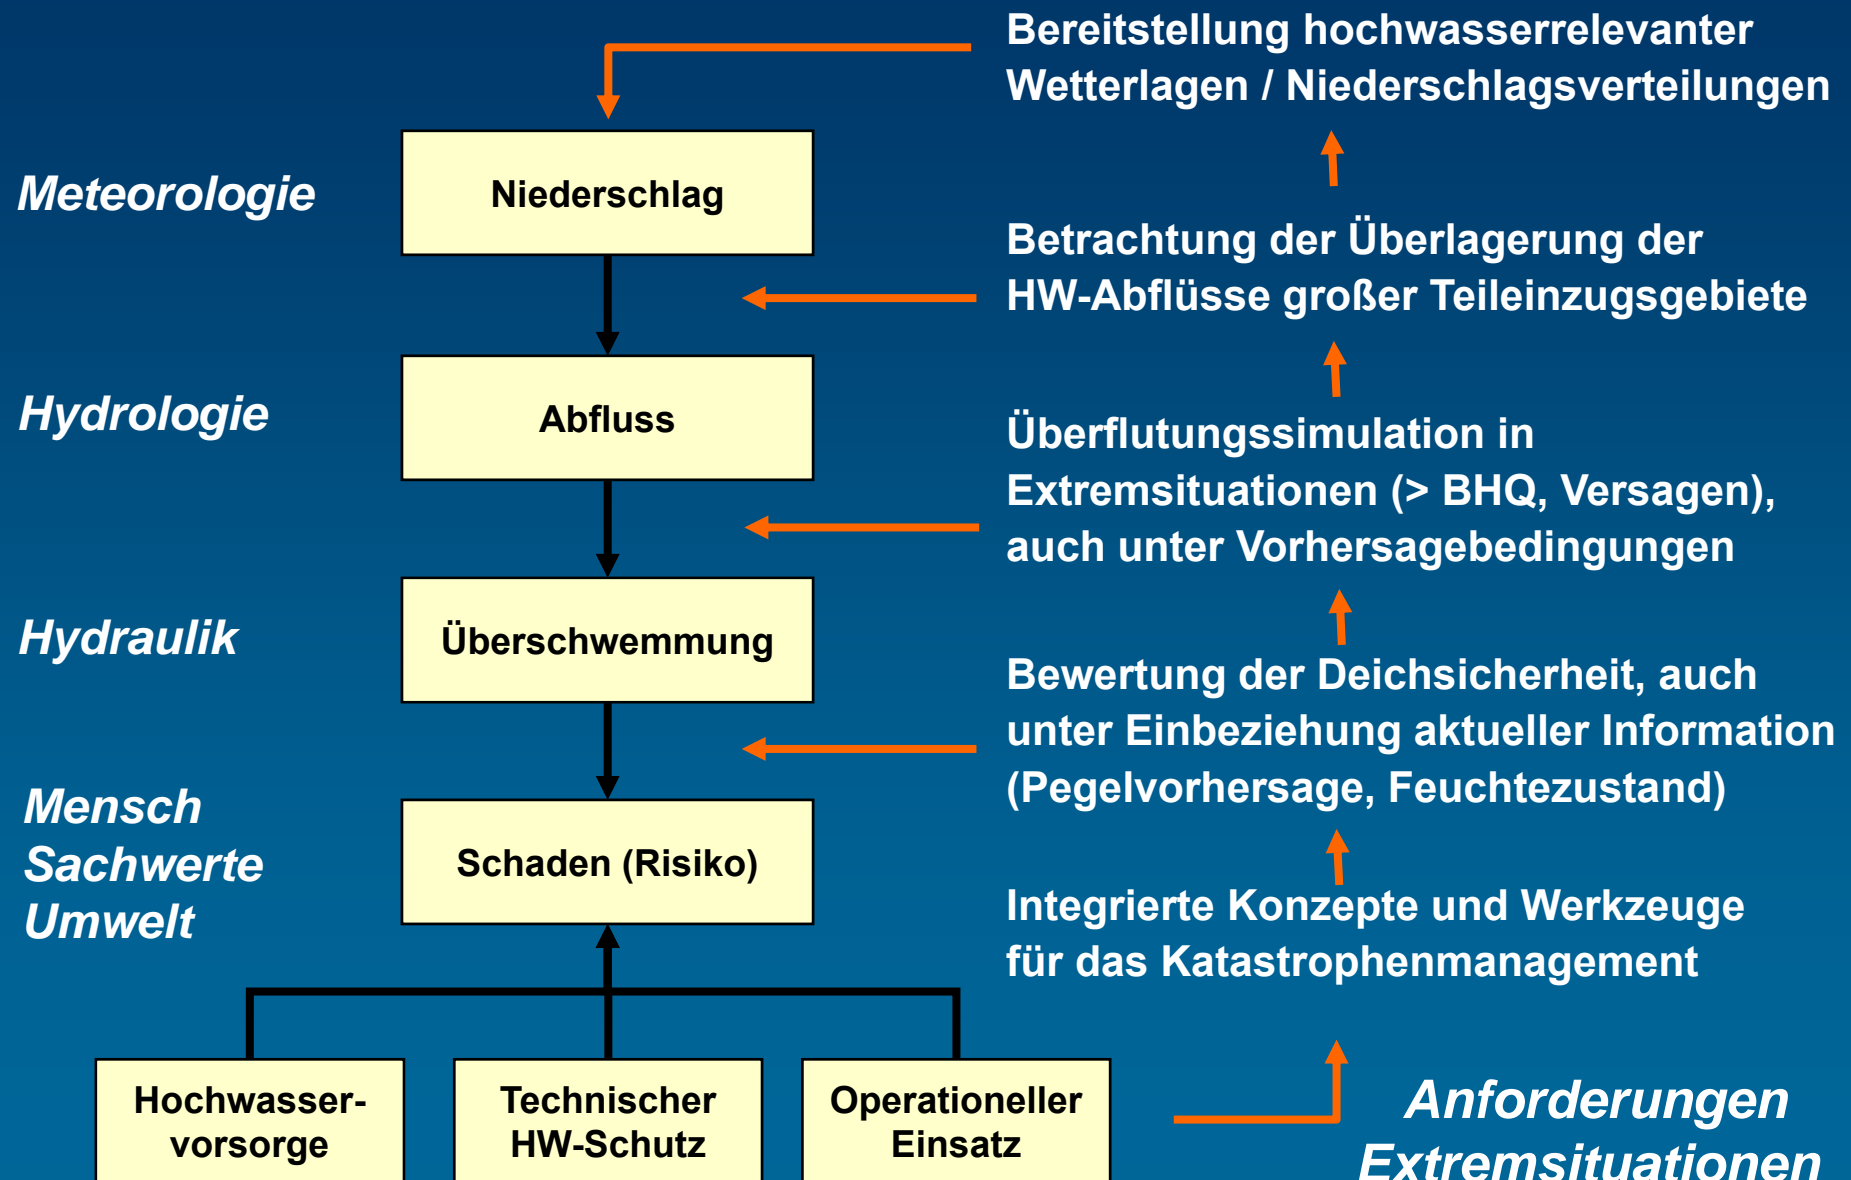 Bereitstellung hochwasserrelevanter
Wetterlagen / Niederschlagsverteilungen
Meteorologie
Niederschlag
Betrachtung der Überlagerung der
HW-Abflüsse großer Teileinzugsgebiete
Hydrologie
Abfluss
Überflutungssimulation in
Extremsituationen (> BHQ, Versagen),
auch unter Vorhersagebedingungen
Hydraulik
Überschwemmung
Bewertung der Deichsicherheit, auch
unter Einbeziehung aktueller Information
(Pegelvorhersage, Feuchtezustand)
Mensch
Sachwerte
Umwelt
Schaden (Risiko)
Integrierte Konzepte und Werkzeuge
für das Katastrophenmanagement
Hochwasser-
vorsorge
Technischer
HW-Schutz
Operationeller
Einsatz
Anforderungen
Extremsituationen